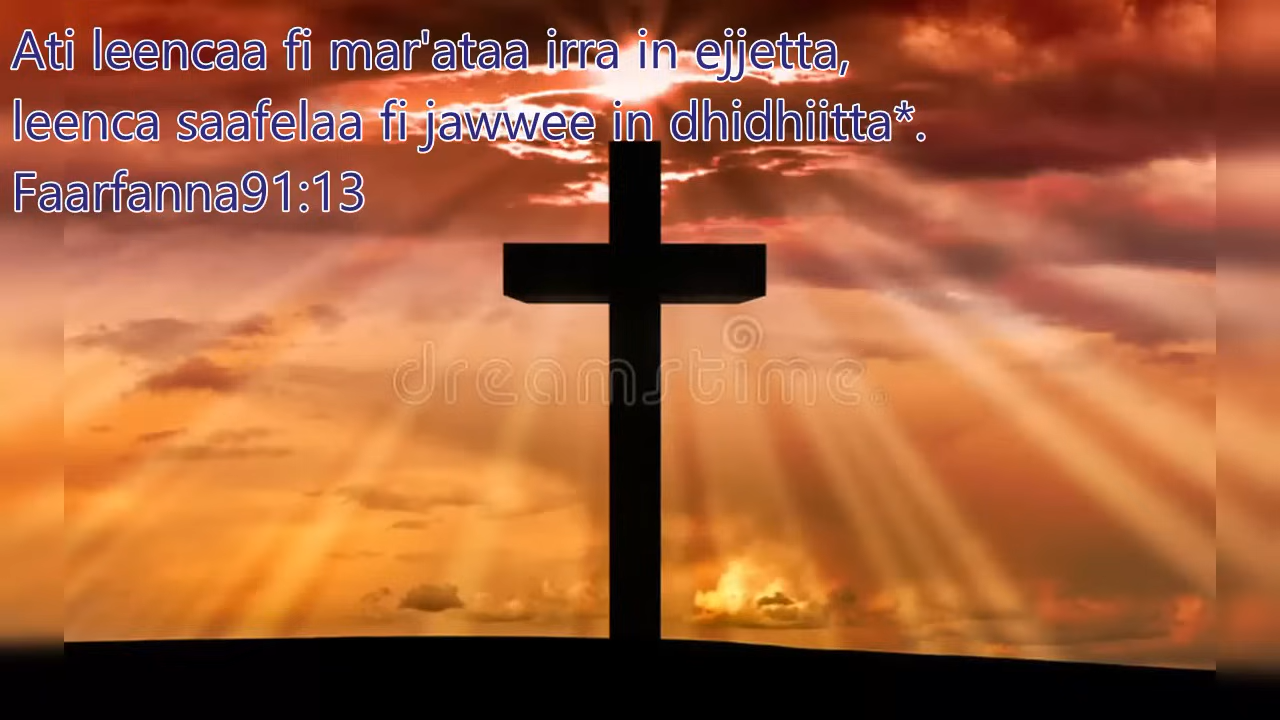 Ati leencaa fi mar'ataa irra in ejjetta,
leenca saafelaa fi jawwee in dhidhiitta*.
Faarfanna91:13
dreamstime.